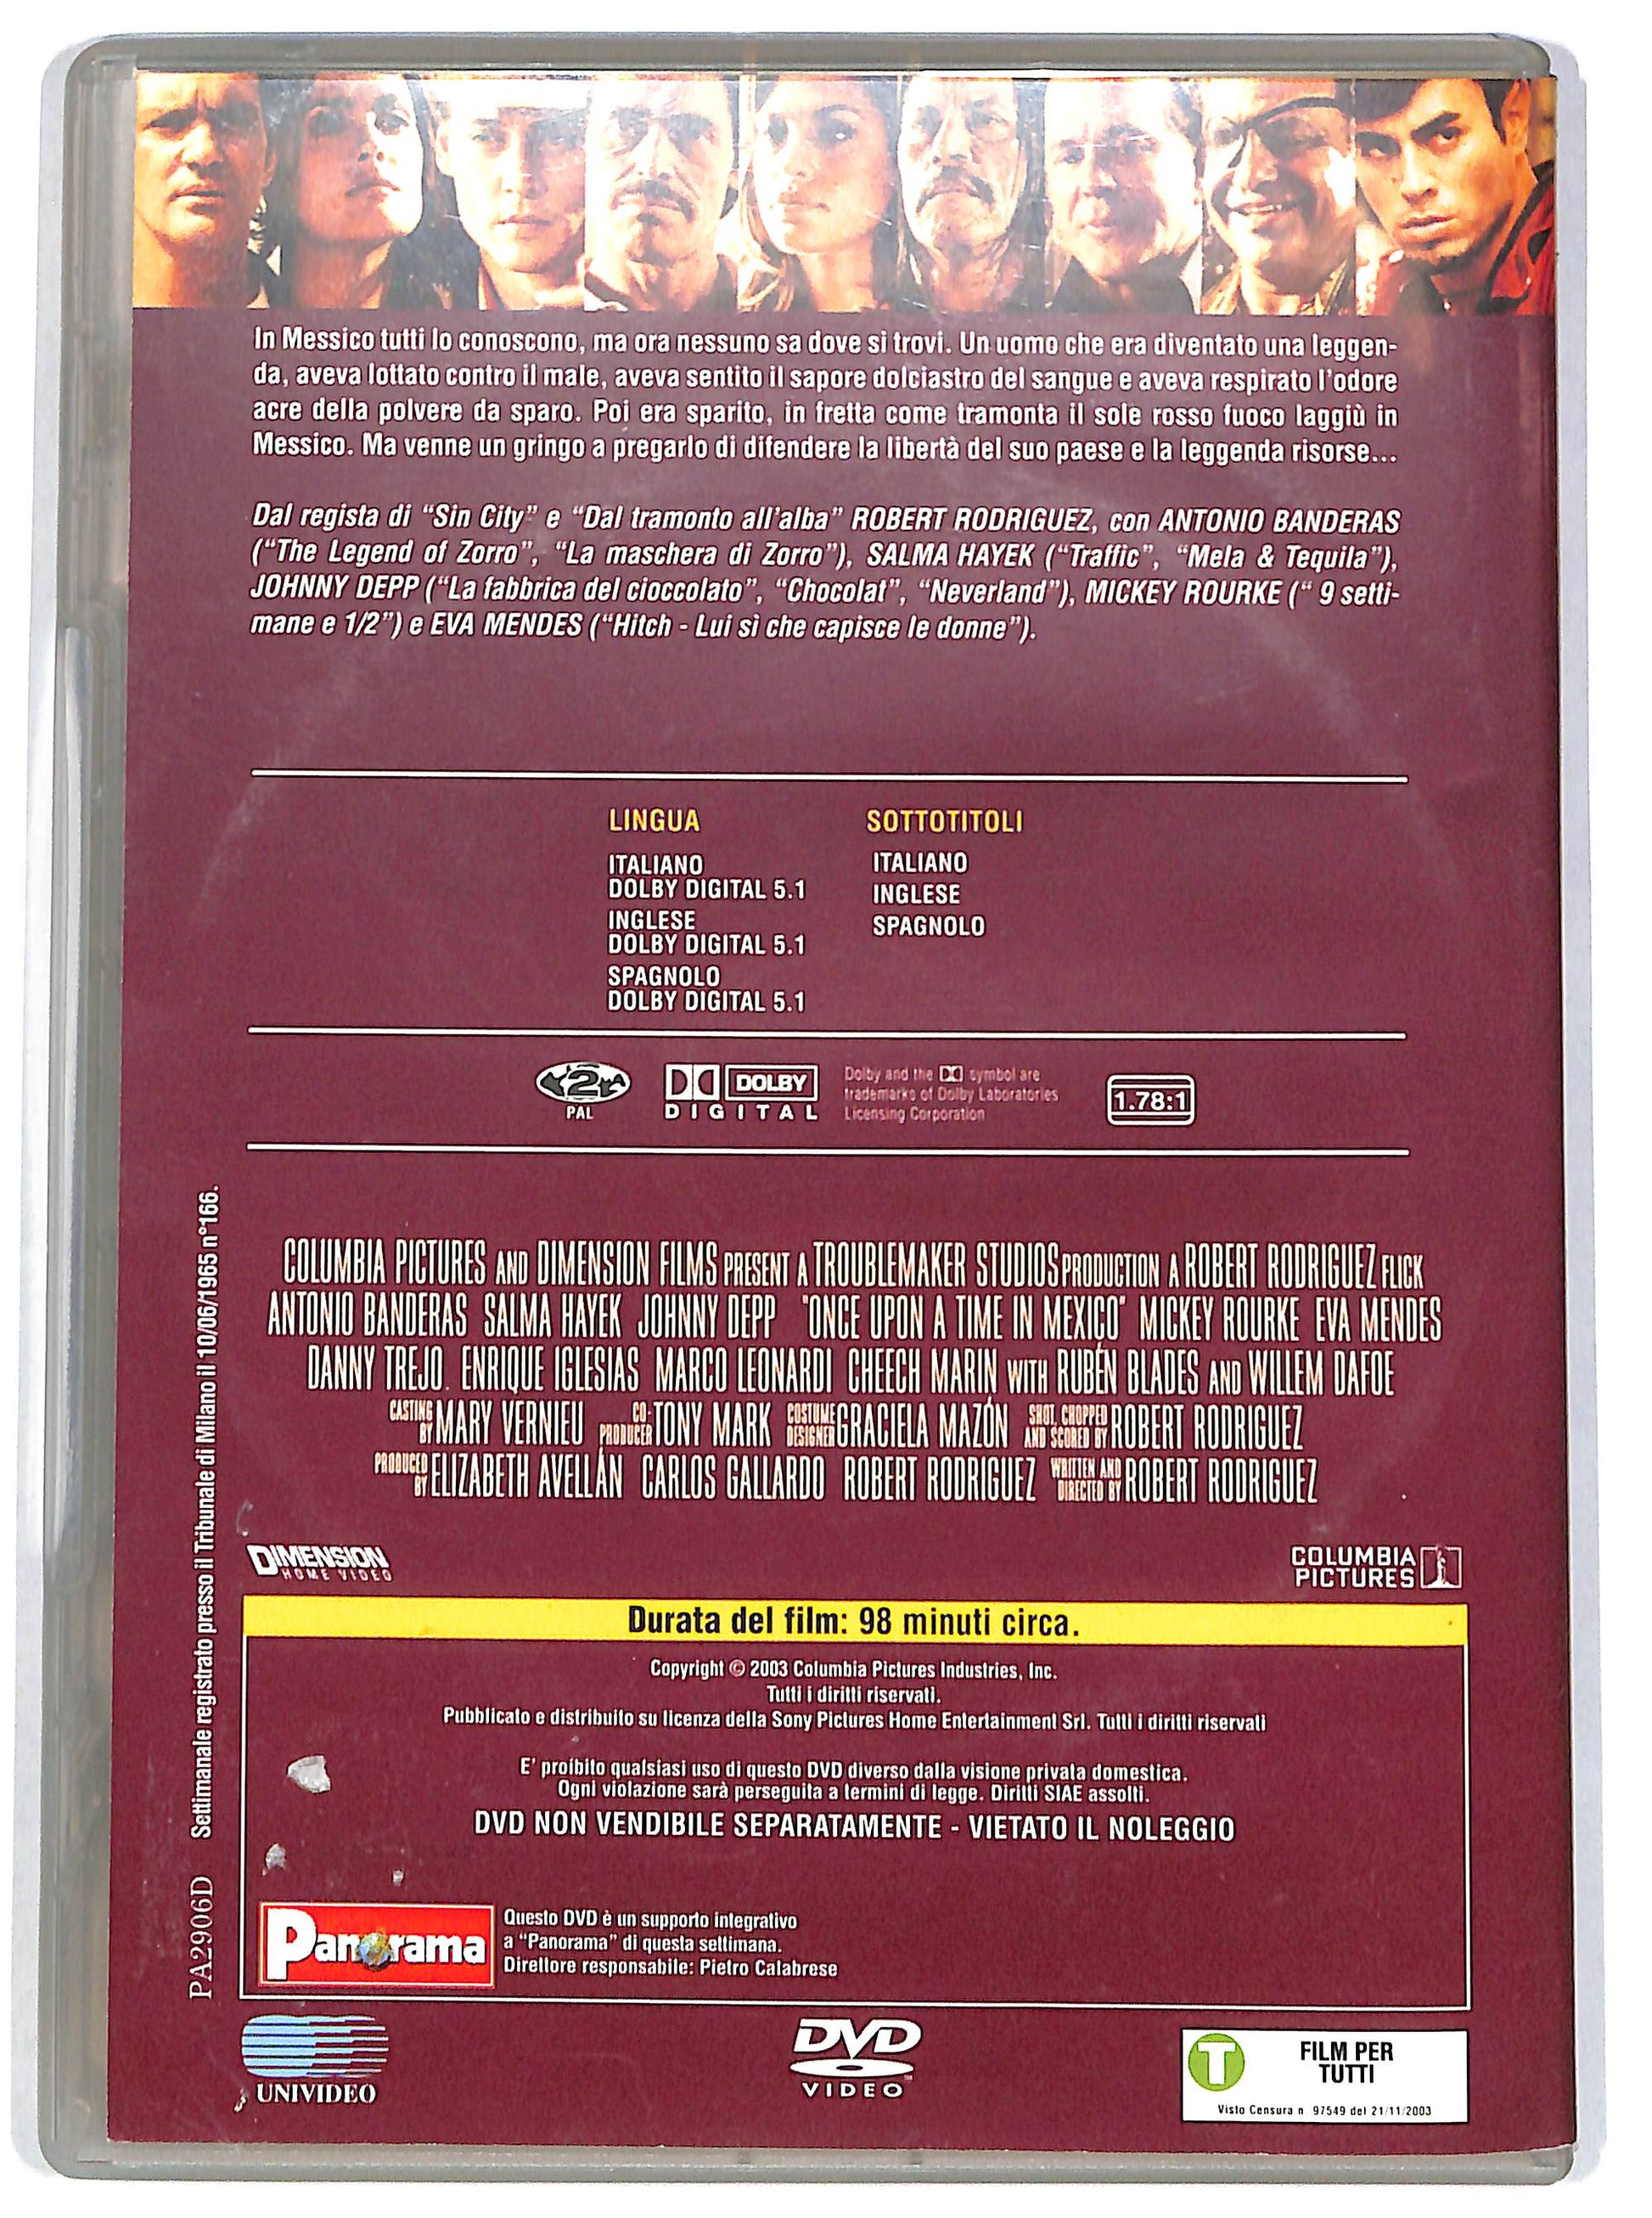 In Messico tutti lo conoscono, ma ora nessuno sa dove si trovi. Un uomo che era diventato una leggen-
da, aveva lottato contro il male, aveva sentito il sapore dolciastro del sangue e aveva respirato l'odore
acre della polvere da sparo. Poi era sparito, in fretta come tramonta il sole rosso fuoco laggiù in
Messico. Ma venne un gringo a pregarlo di difendere la libertà del suo paese e la leggenda risorse...
Dal regista di “Sin City” e “Dal tramonto all'alba” ROBERT RODRIGUEZ, con ANTONIO BANDERAS
(“The Legend of Zorro”, “La maschera di Zorro”), SALMA HAYEK (“Traffic”, “Mela & Tequila”),
JOHNNY DEPP (“La fabbrica del cioccolato”, “Chocolat”, “Neverland”), MICKEY ROURKE (“ 9 setti-
mane e 1/2”) e EVA MENDES (“Hitch - Lui sì che capisce le donne”).
LINGUA
ITALIANO
DOLBY DIGITAL 5.1
INGLESE
DOLBY DIGITAL 5.1
SPAGNOLO
DOLBY DIGITAL 5.1
SOTTOTITOLI
ITALIANO
INGLESE
SPAGNOLO
2
PAL
DOLBY
DIGITAL
Dolby and the symbol are
trademarks of Dolby Laboratories
Licensing Corporation
1.78:1
COLUMBIA PICTURES AND DIMENSION FILMS PRESENT A TROUBLEMAKER STUDIOS PRODUCTION A ROBERT RODRIGUEZ FLICK
ANTONIO BANDERAS SALMA HAYEK JOHNNY DEPP "ONCE UPON A TIME IN MEXICO" MICKEY ROURKE EVA MENDES
DANNY TREJO ENRIQUE IGLESIAS MARCO LEONARDI CHEECH MARIN WITH RUBÉN BLADES AND WILLEM DAFOE
CASTING BY MARY VERNIEU CO-PRODUCER TONY MARK COSTUME DESIGNER GRACIELA MAZÓN SHOT, CHOPPED AND SCORED BY ROBERT RODRIGUEZ
PRODUCED BY ELIZABETH AVELLÁN CARLOS GALLARDO ROBERT RODRIGUEZ WRITTEN AND DIRECTED BY ROBERT RODRIGUEZ
DIMENSION
HOME VIDEO
COLUMBIA
PICTURES
Durata del film: 98 minuti circa.
Copyright © 2003 Columbia Pictures Industries, Inc.
Tutti i diritti riservati.
Pubblicato e distribuito su licenza della Sony Pictures Home Entertainment Srl. Tutti i diritti riservati
E' proibito qualsiasi uso di questo DVD diverso dalla visione privata domestica.
Ogni violazione sarà perseguita a termini di legge. Diritti SIAE assolti.
DVD NON VENDIBILE SEPARATAMENTE - VIETATO IL NOLEGGIO
Panorama
Questo DVD è un supporto integrativo
a “Panorama” di questa settimana.
Direttore responsabile: Pietro Calabrese
UNIVIDEO
DVD
VIDEO
T
FILM PER
TUTTI
Visto Censura n 97549 del 21/11/2003
PA2906D Settimanale registrato presso il Tribunale di Milano il 10/06/1965 n°166.